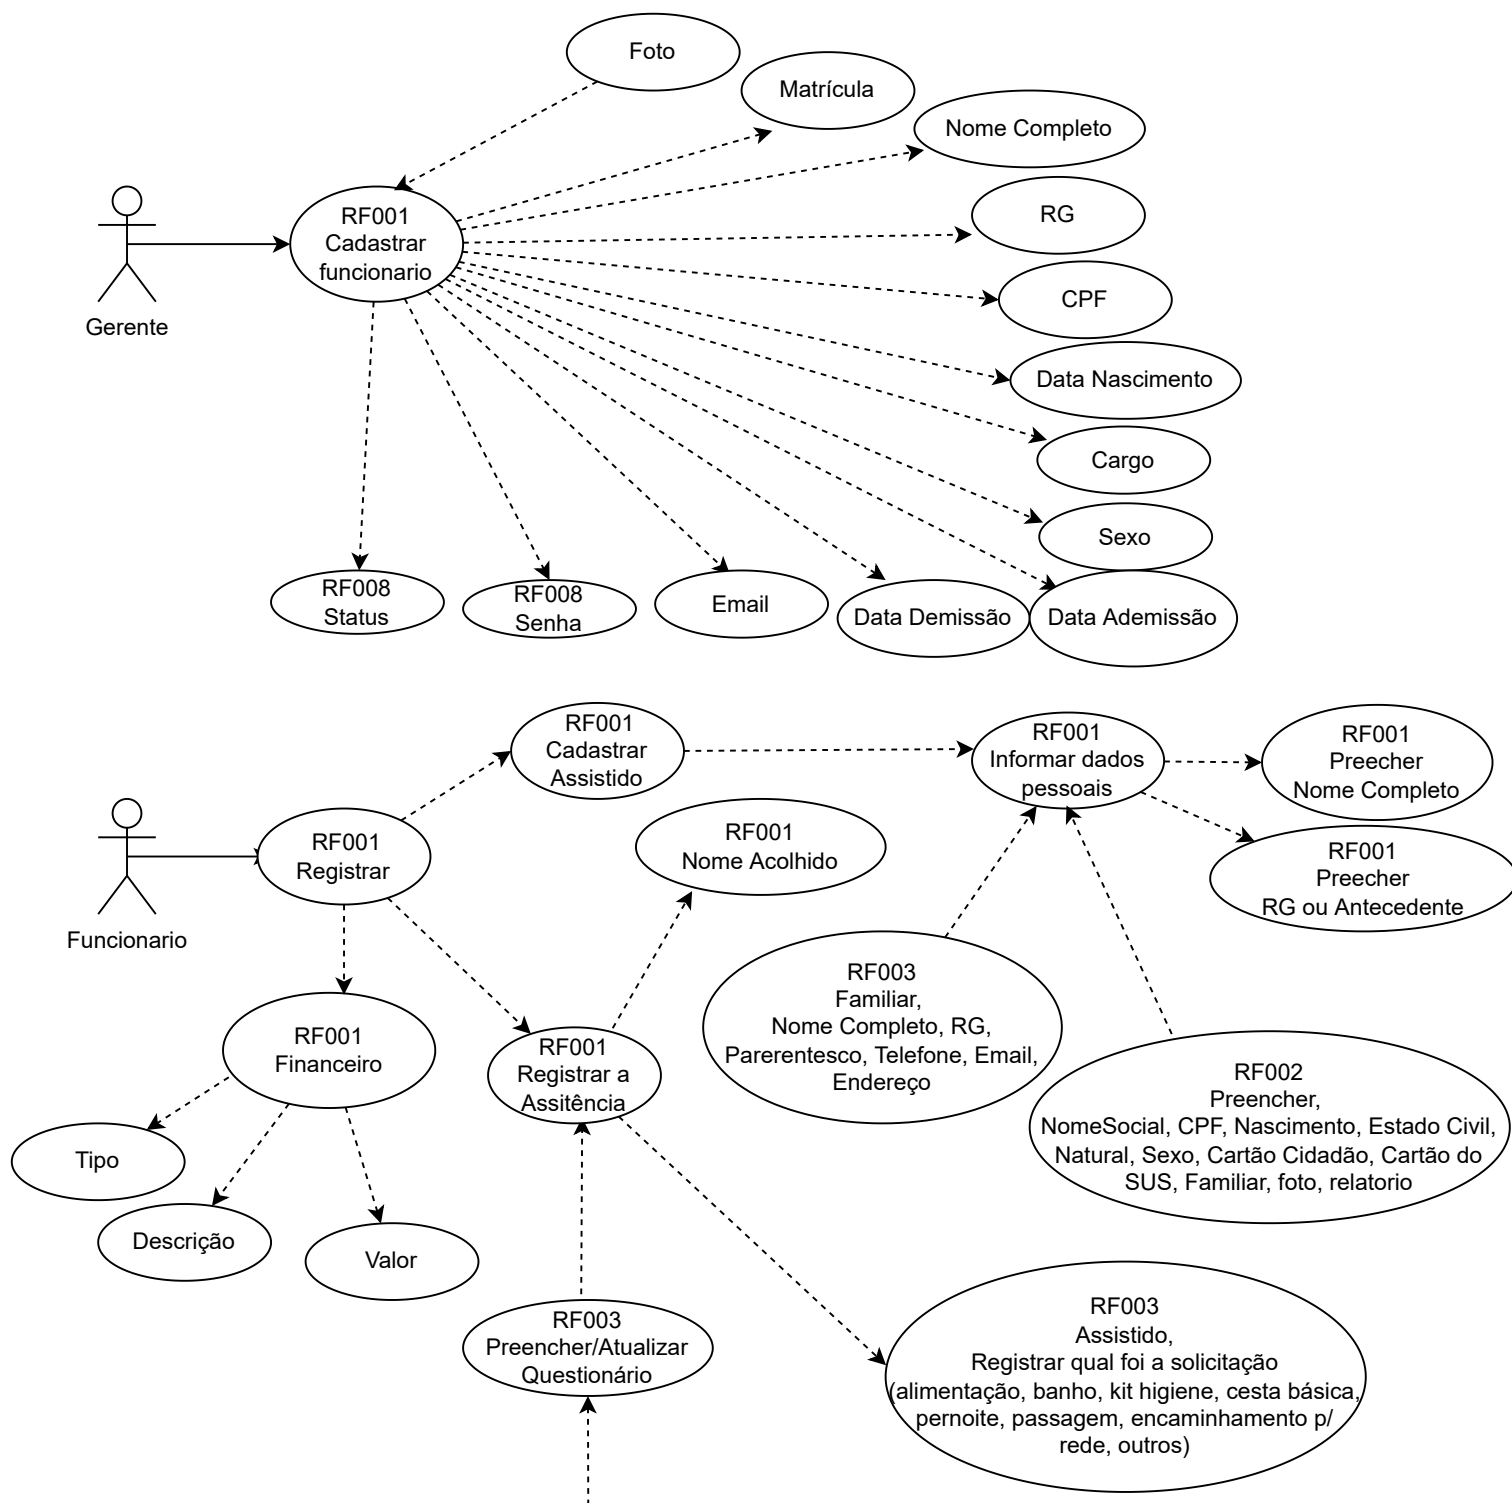 Foto
Matrícula
Nome Completo
RG
RF001
Cadastrar
funcionario
CPF
Gerente
Data Nascimento
Cargo
Sexo
RF008
Status
RF008
Senha
Email
Data Demissão
Data Ademissão
RF001
Cadastrar
Assistido
RF001
Informar dados
pessoais
RF001
Preecher
Nome Completo
RF001
Registrar
RF001
Nome Acolhido
RF001
Preecher
RG ou Antecedente
Funcionario
RF003
Familiar,
Nome Completo, RG,
Parerentesco, Telefone, Email,
Endereço
RF001
Financeiro
RF001
Registrar a
Assitência
RF002
Preencher,
NomeSocial, CPF, Nascimento, Estado Civil,
Natural, Sexo, Cartão Cidadão, Cartão do
SUS, Familiar, foto, relatorio
Tipo
Descrição
Valor
RF003
Preencher/Atualizar
Questionário
RF003
Assistido,
Registrar qual foi a solicitação
(alimentação, banho, kit higiene, cesta básica,
pernoite, passagem, encaminhamento p/
rede, outros)